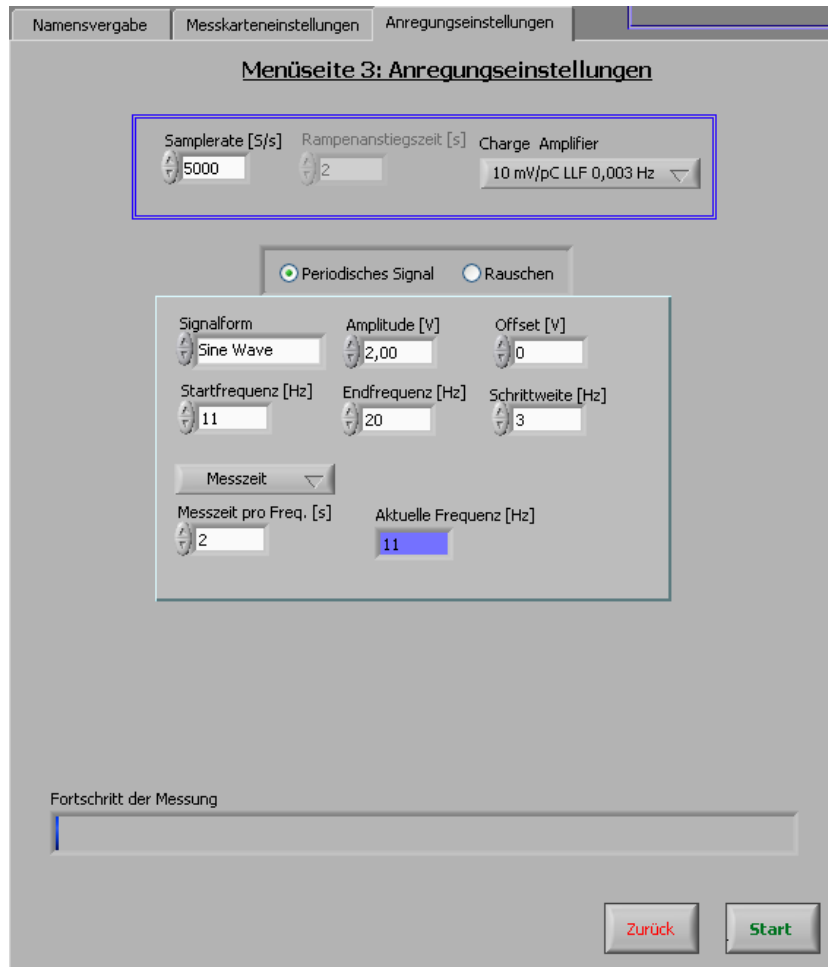 Namensvergabe Messkarteneinstellungen Anregungseinstellungen
Menüseite 3: Anregungseinstellungen
Samplerate [S/s] Rampenanstiegszeit [s] Charge Amplifier
5000 2 10 mV/pC LLF 0,003 Hz
Periodisches Signal Rauschen
Signalform Amplitude [V] Offset [V]
Sine Wave 2,00 0
Startfrequenz [Hz] Endfrequenz [Hz] Schrittweite [Hz]
11 20 3
Messzeit
Messzeit pro Freq. [s] Aktuelle Frequenz [Hz]
2 11
Fortschritt der Messung
Zurück Start